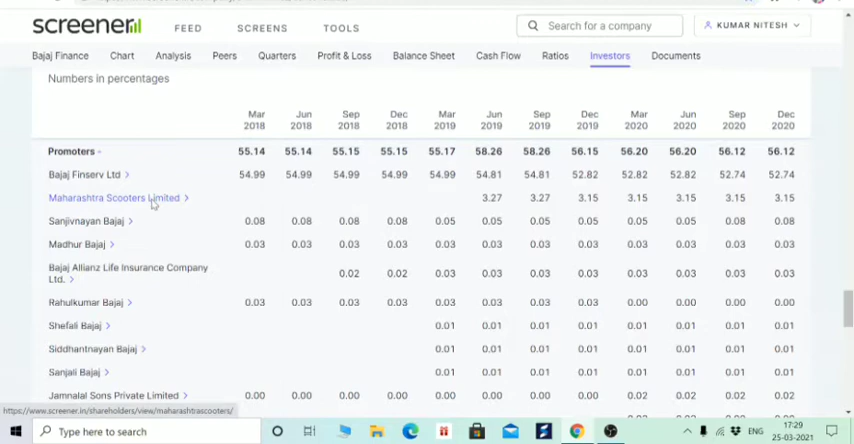 screener
FEED SCREENS TOOLS
Search for a company
KUMAR NITESH
Bajaj Finance Chart Analysis Peers Quarters Profit & Loss Balance Sheet Cash Flow Ratios Investors Documents
Numbers in percentages
Mar 2018 Jun 2018 Sep 2018 Dec 2018 Mar 2019 Jun 2019 Sep 2019 Dec 2019 Mar 2020 Jun 2020 Sep 2020 Dec 2020
Promoters - 55.14 55.14 55.15 55.15 55.17 58.26 58.26 56.15 56.20 56.20 56.12 56.12
Bajaj Finserv Ltd 54.99 54.99 54.99 54.99 54.99 54.81 54.81 52.82 52.82 52.82 52.74 52.74
Maharashtra Scooters Limited 3.27 3.27 3.15 3.15 3.15 3.15 3.15
Sanjivnayan Bajaj 0.08 0.08 0.08 0.08 0.05 0.05 0.05 0.05 0.05 0.05 0.08 0.08
Madhur Bajaj 0.03 0.03 0.03 0.03 0.03 0.03 0.03 0.03 0.03 0.03 0.03 0.03
Bajaj Allianz Life Insurance Company
Ltd. 0.02 0.02 0.03 0.03 0.03 0.03 0.03 0.03 0.03 0.03
Rahulkumar Bajaj 0.03 0.03 0.03 0.03 0.03 0.03 0.03 0.03 0.00 0.00 0.00 0.00
Shefali Bajaj 0.01 0.01 0.01 0.01 0.01 0.01 0.01 0.01
Siddhantnayan Bajaj 0.01 0.01 0.01 0.01 0.01 0.01 0.01 0.01
Sanjali Bajaj 0.01 0.01 0.01 0.01 0.01 0.01 0.01 0.01
Jamnalal Sons Private Limited 0.00 0.00 0.00 0.00 0.00 0.00 0.00 0.00 0.02 0.02 0.02 0.02
https://www.screener.in/shareholders/view/maharashtrascooters/
Type here to search
ENG
17:29
25-03-2021